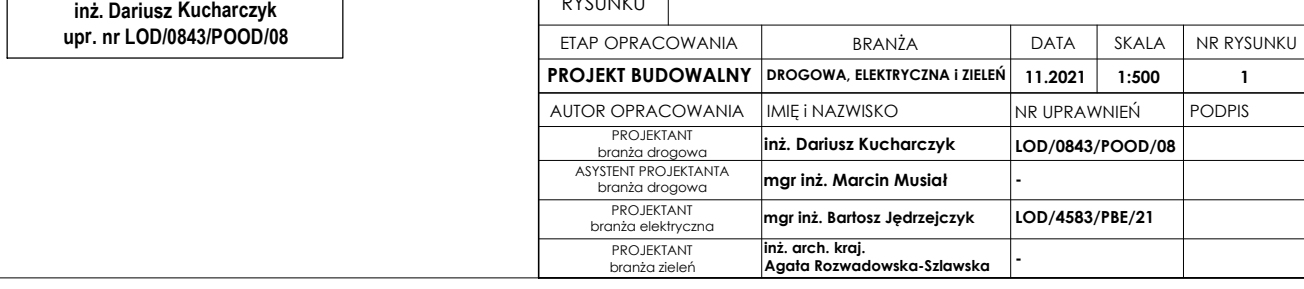 inż. Dariusz Kucharczyk
upr. nr LOD/0843/POOD/08
RYSUNKU
ETAP OPRACOWANIA BRANŻA DATA SKALA NR RYSUNKU
PROJEKT BUDOWALNY DROGOWA, ELEKTRYCZNA i ZIELEŃ 11.2021 1:500 1
AUTOR OPRACOWANIA IMIĘ i NAZWISKO NR UPRAWNIEŃ PODPIS
PROJEKTANT
branża drogowa inż. Dariusz Kucharczyk LOD/0843/POOD/08
ASYSTENT PROJEKTANTA
branża drogowa mgr inż. Marcin Musiał -
PROJEKTANT
branża elektryczna mgr inż. Bartosz Jędrzejczyk LOD/4583/PBE/21
PROJEKTANT inż. arch. kraj.
branża zieleń Agata Rozwadowska-Szlawska -